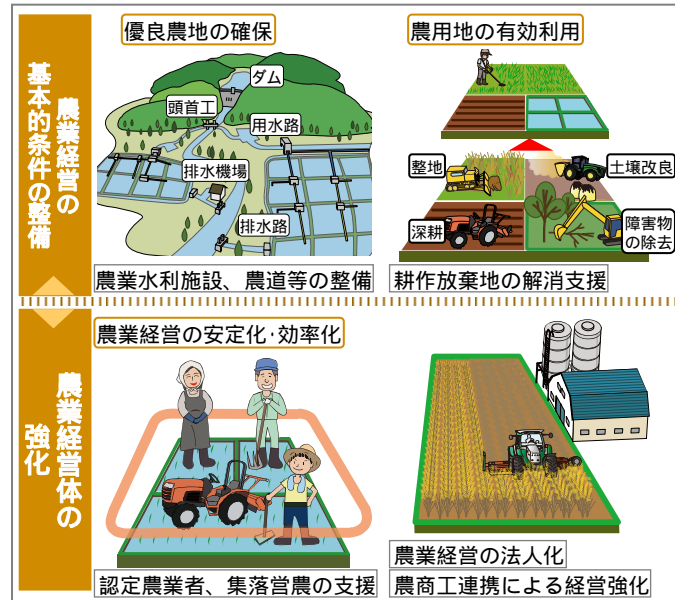 農業経営の
基本的条件の整備
優良農地の確保
ダム
頭首工
用水路
排水機場
排水路
農業水利施設、農道等の整備
農用地の有効利用
整地
土壌改良
深耕
障害物
の除去
耕作放棄地の解消支援
農業経営体の
強化
農業経営の安定化・効率化
認定農業者、集落営農の支援
農業経営の法人化
農商工連携による経営強化